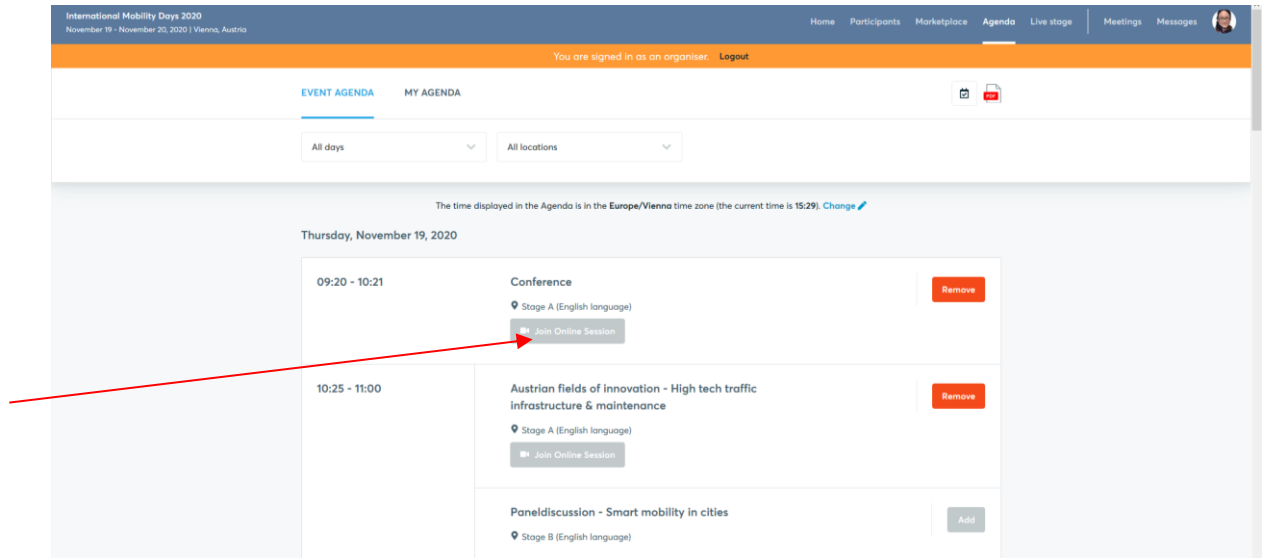 International Mobility Days 2020
November 19 - November 20, 2020 | Vienna, Austria
Home Participants Marketplace Agenda Live stage Meetings Messages
You are signed in as an organiser. Logout
EVENT AGENDA MY AGENDA
PDF
All days All locations
The time displayed in the Agenda is in the Europe/Vienna time zone (the current time is 15:29). Change
Thursday, November 19, 2020
09:20 - 10:21 Conference
Remove
Stage A (English language)
Join Online Session
10:25 - 11:00 Austrian fields of innovation - High tech traffic
infrastructure & maintenance
Remove
Stage A (English language)
Join Online Session
Paneldiscussion - Smart mobility in cities
Add
Stage B (English language)